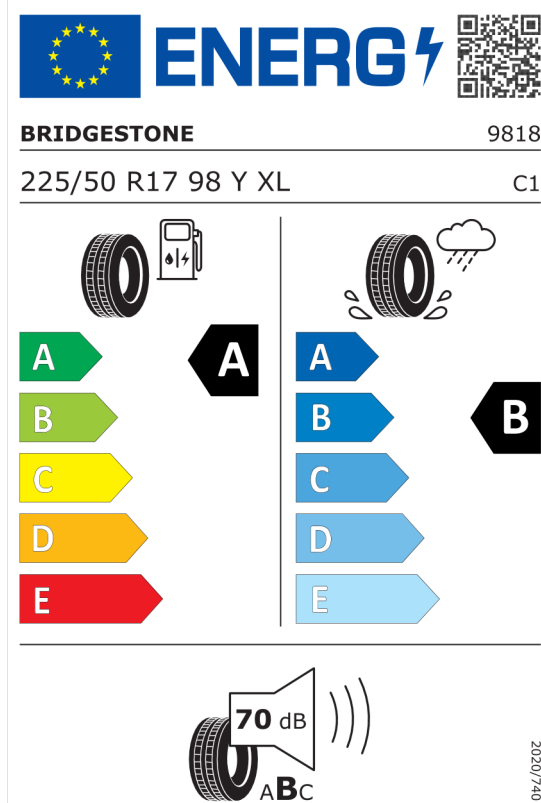 ENERG
BRIDGESTONE 9818
225/50 R17 98 Y XL C1
A A
B
C
D
E
A
B B
C
D
E
70 dB
ABC
2020/740